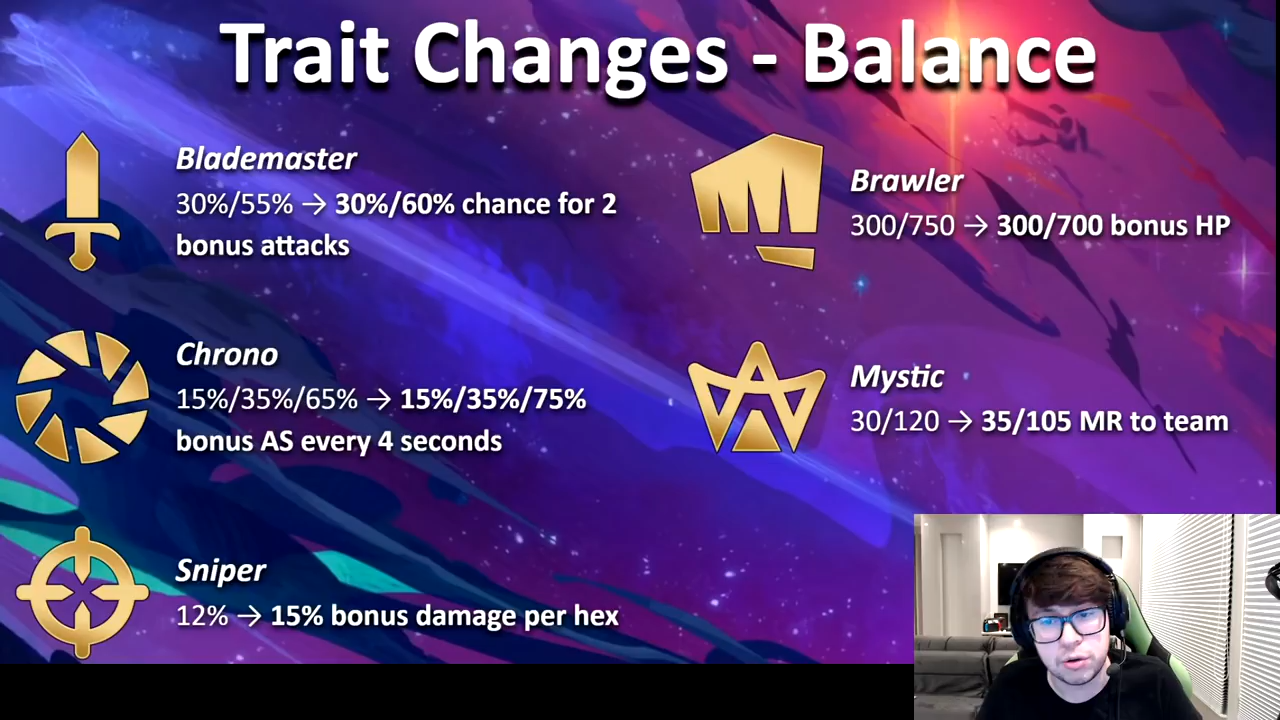 Trait Changes - Balance
Blademaster
30%/55% → 30%/60% chance for 2
bonus attacks
Chrono
15%/35%/65% → 15%/35%/75%
bonus AS every 4 seconds
Sniper
12% → 15% bonus damage per hex
Brawler
300/750 → 300/700 bonus HP
Mystic
30/120 → 35/105 MR to team